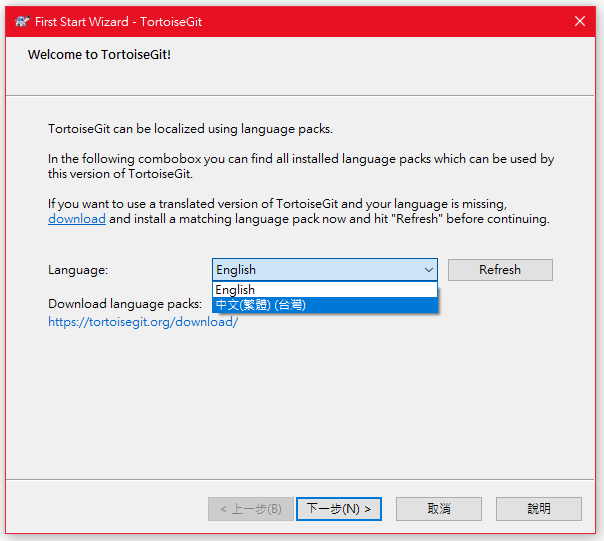 First Start Wizard - TortoiseGit
Welcome to TortoiseGit!
TortoiseGit can be localized using language packs.
In the following combobox you can find all installed language packs which can be used by
this version of TortoiseGit.
If you want to use a translated version of TortoiseGit and your language is missing,
download and install a matching language pack now and hit "Refresh" before continuing.
Language: English Refresh
English
Download language packs: 中文(繁體) (台灣)
https://tortoisegit.org/download/
< 上一步(B) 下一步(N) > 取消 說明